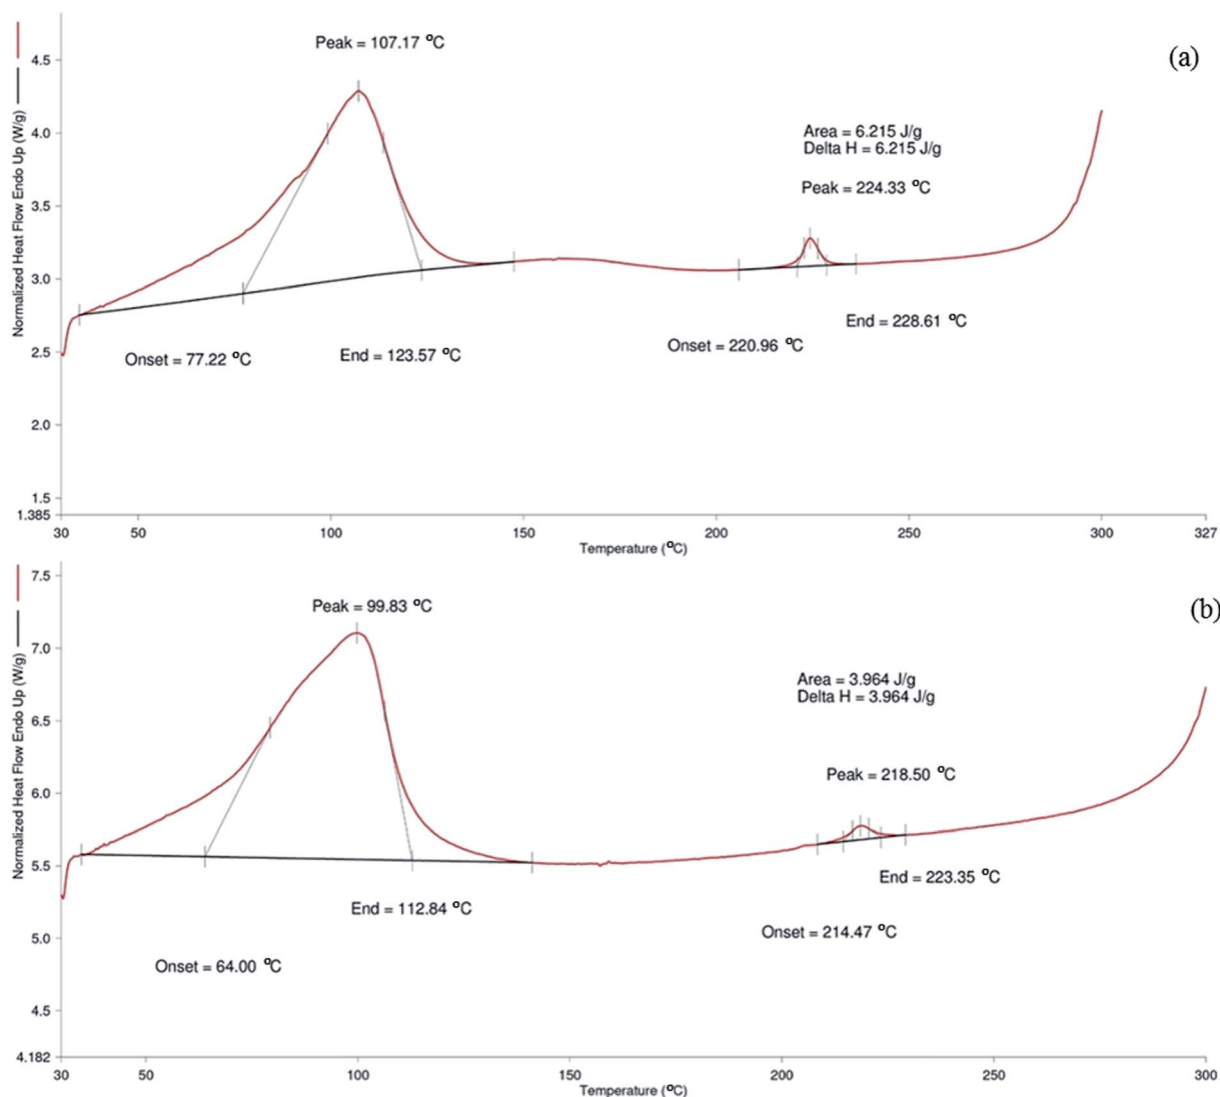 Peak = 107.17 °C
(a)
Normalized Heat Flow Endo Up (W/g)
4.5
4.0
3.5
3.0
2.5
2.0
1.5
1.385
Area = 6.215 J/g
Delta H = 6.215 J/g
Peak = 224.33 °C
End = 228.61 °C
Onset = 220.96 °C
Onset = 77.22 °C
End = 123.57 °C
30 50 100 150 200 250 300 327
Temperature (°C)
Peak = 99.83 °C
(b)
Normalized Heat Flow Endo Up (W/g)
7.5
7.0
6.5
6.0
5.5
5.0
4.5
4.182
Area = 3.964 J/g
Delta H = 3.964 J/g
Peak = 218.50 °C
End = 223.35 °C
End = 112.84 °C
Onset = 214.47 °C
Onset = 64.00 °C
30 50 100 150 200 250 300
Temperature (°C)